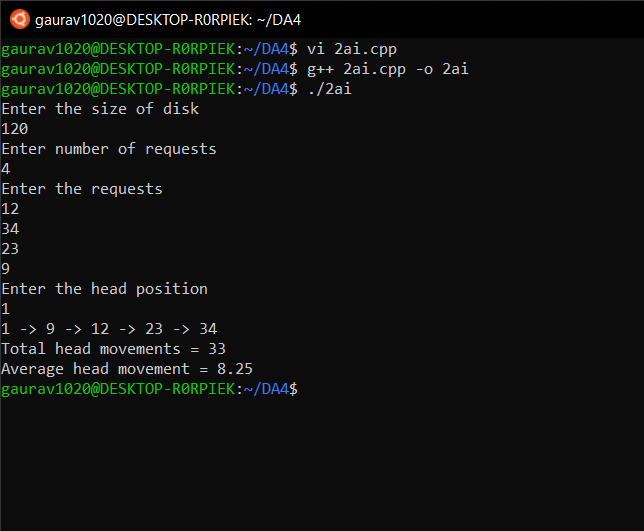 gaurav1020@DESKTOP-R0RPIEK: ~/DA4
gaurav1020@DESKTOP-R0RPIEK:~/DA4$ vi 2ai.cpp
gaurav1020@DESKTOP-R0RPIEK:~/DA4$ g++ 2ai.cpp -o 2ai
gaurav1020@DESKTOP-R0RPIEK:~/DA4$ ./2ai
Enter the size of disk
120
Enter number of requests
4
Enter the requests
12
34
23
9
Enter the head position
1
1 -> 9 -> 12 -> 23 -> 34
Total head movements = 33
Average head movement = 8.25
gaurav1020@DESKTOP-R0RPIEK:~/DA4$